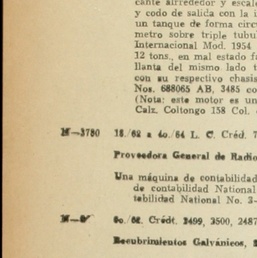 cante alrrededor y escale
y codo de salida con la i
un tanque de forma circ
metro sobre triple tubu
Internacional Mod. 1954
12 tons., en mal estado f
llanta del mismo lado t
con su respectivo chasis
Nos. 688065 AB, 3485 co
(Nota: este motor es un
Calz. Coltongo 158 Col.
M—3780 18/62 a 4o/64 L. C. Créd. 7
Proveedora General de Radio
Una máquina de contabilidad
de contabilidad National
tabilidad National No. 3-
6o/62. Crédt. 2499, 3500, 2487
Recubrimientos Galvánicos,